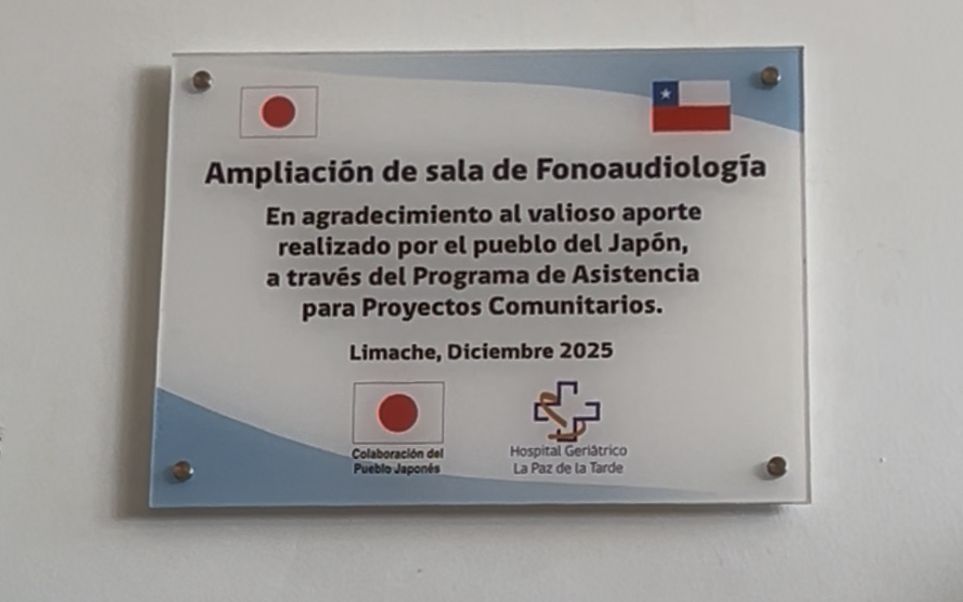 Ampliación de sala de Fonoaudiología
En agradecimiento al valioso aporte
realizado por el pueblo del Japón,
a través del Programa de Asistencia
para Proyectos Comunitarios.
Limache, Diciembre 2025
Colaboración del
Pueblo Japonés
Hospital Geriátrico
La Paz de la Tarde